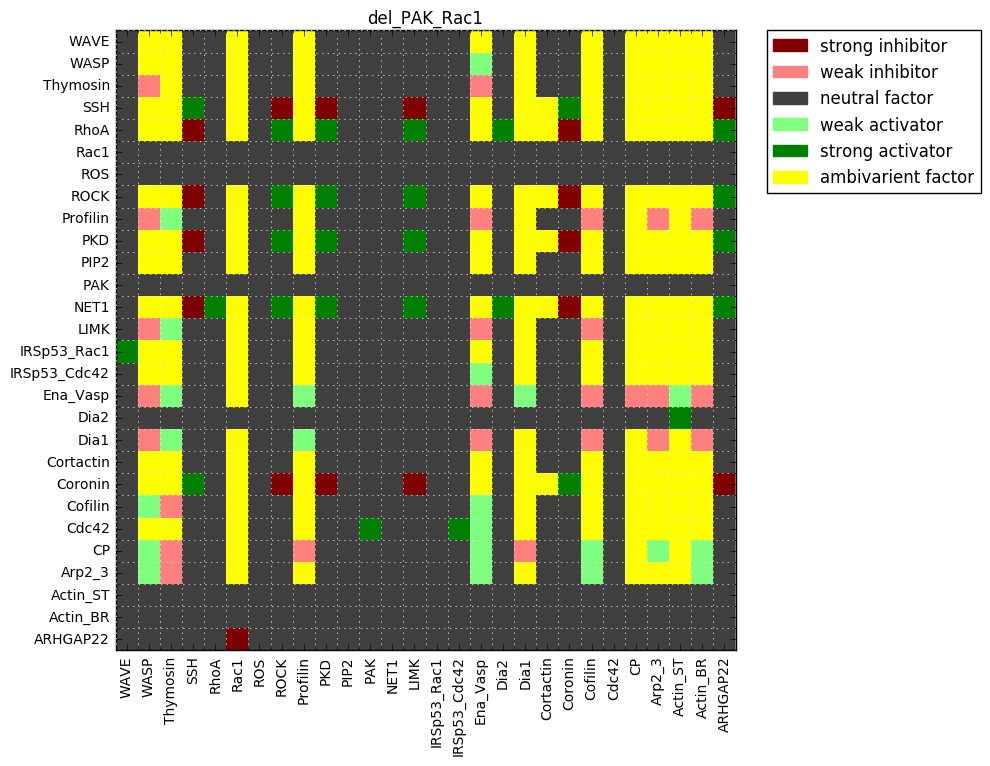 del_PAK_Rac1
WAVE
WASP
Thymosin
SSH
RhoA
Rac1
ROS
ROCK
Profilin
PKD
PIP2
PAK
NET1
LIMK
IRSp53_Rac1
IRSp53_Cdc42
Ena_Vasp
Dia2
Dia1
Cortactin
Coronin
Cofilin
Cdc42
CP
Arp2_3
Actin_ST
Actin_BR
ARHGAP22
WAVE
WASP
Thymosin
SSH
RhoA
Rac1
ROS
ROCK
Profilin
PKD
PIP2
PAK
NET1
LIMK
IRSp53_Rac1
IRSp53_Cdc42
Ena_Vasp
Dia2
Dia1
Cortactin
Coronin
Cofilin
Cdc42
CP
Arp2_3
Actin_ST
Actin_BR
ARHGAP22
strong inhibitor
weak inhibitor
neutral factor
weak activator
strong activator
ambivarient factor